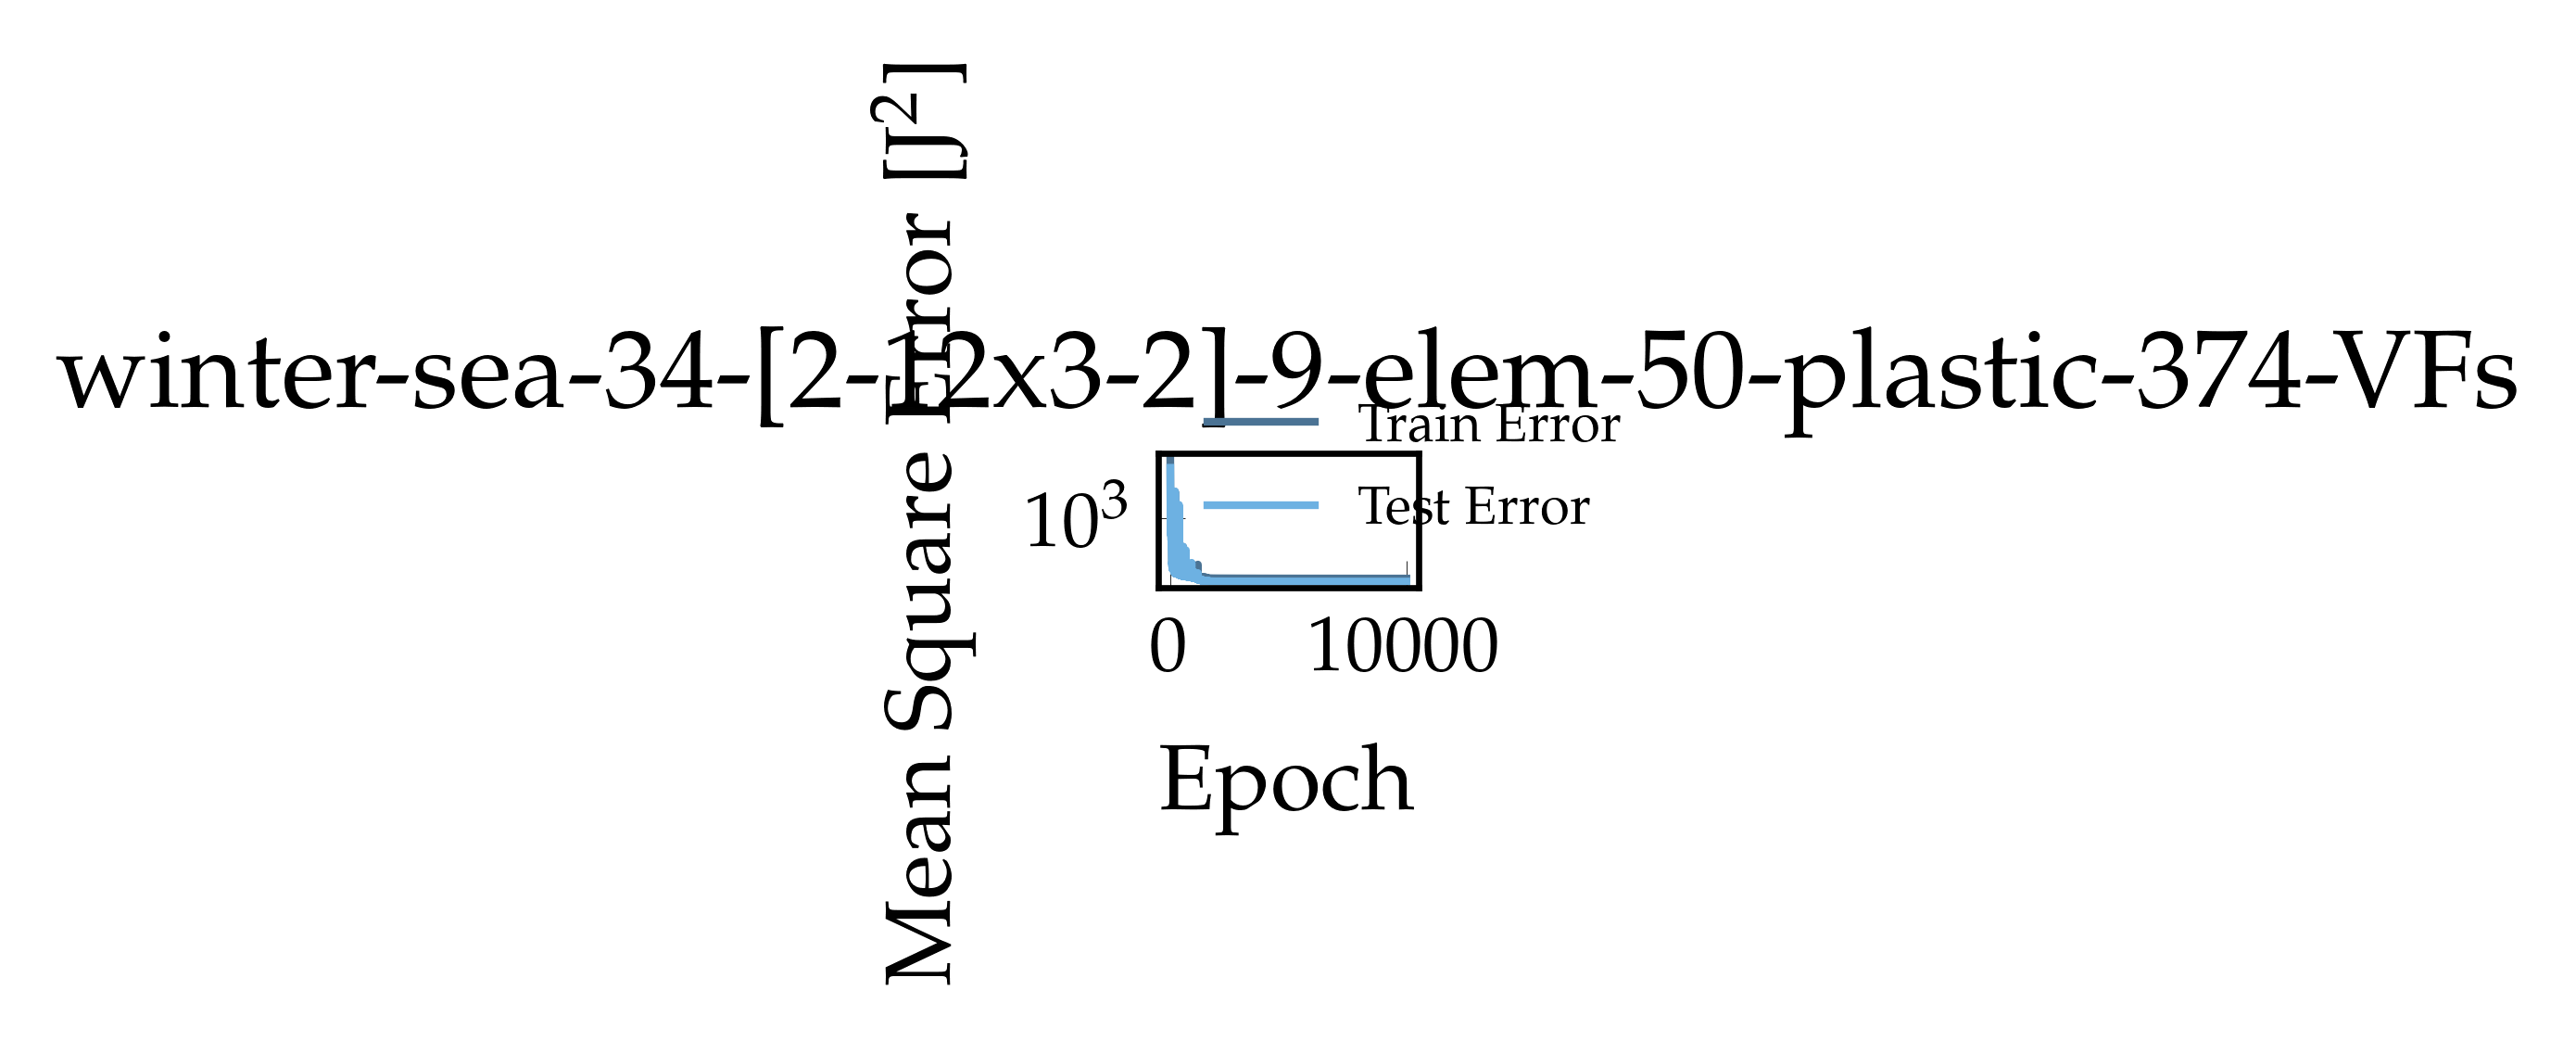 winter-sea-34-[2-12x3-2]-9-elem-50-plastic-374-VFs
Mean Square Error [J²]
Train Error
Test Error
10³
0 10000
Epoch